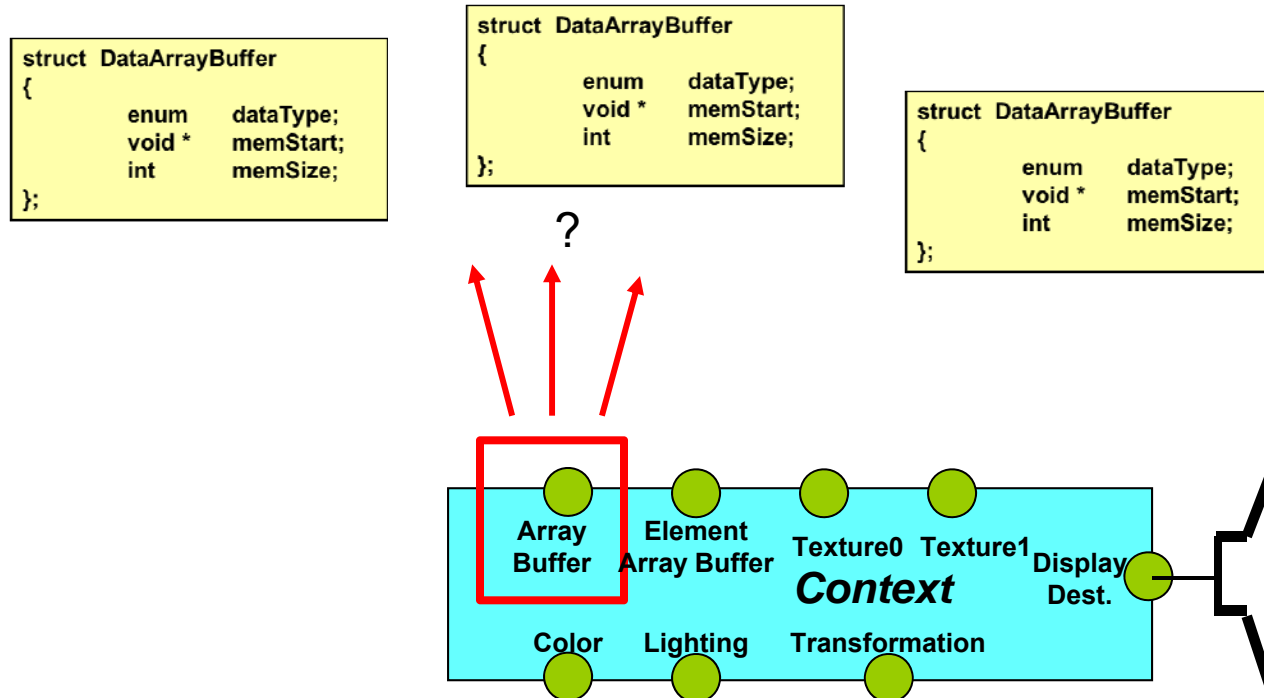 struct DataArrayBuffer
{
enum dataType;
void * memStart;
int memSize;
};
struct DataArrayBuffer
{
enum dataType;
void * memStart;
int memSize;
};
struct DataArrayBuffer
{
enum dataType;
void * memStart;
int memSize;
};
?
Array
Buffer
Element
Array Buffer
Texture0
Texture1
Display
Dest.
Context
Color
Lighting
Transformation